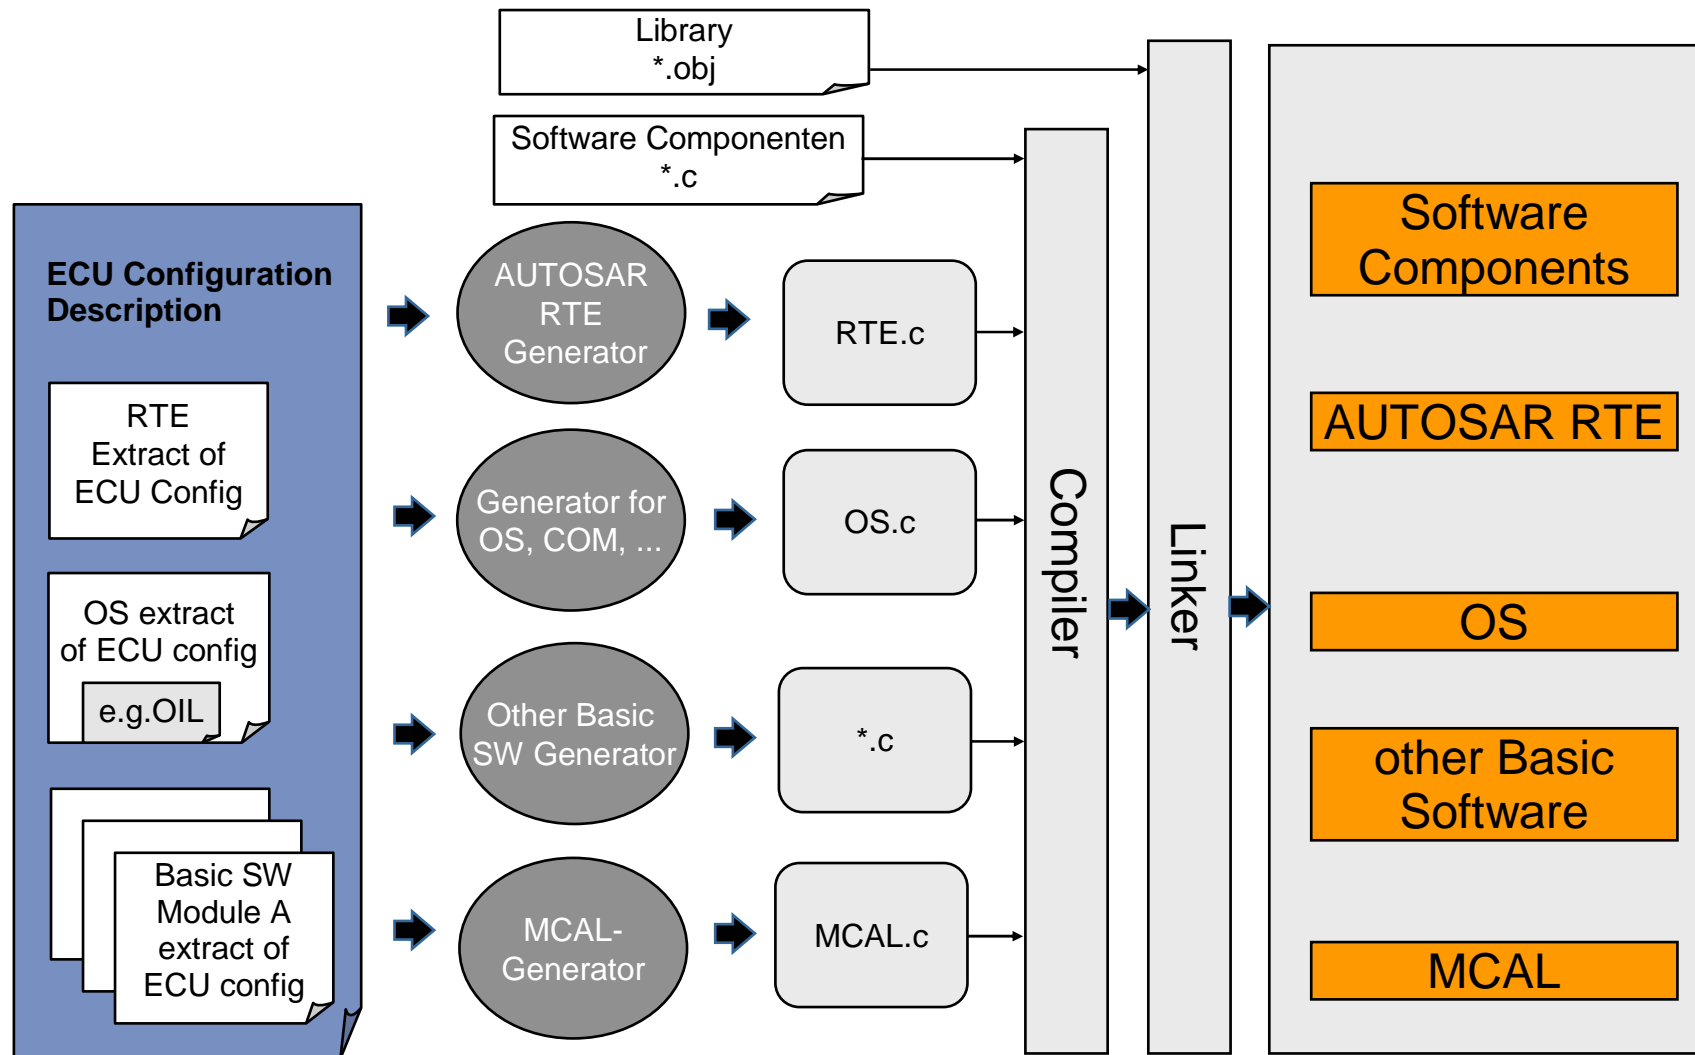 Library
*.obj
Software Componenten
*.c
ECU Configuration
Description
RTE
Extract of
ECU Config
OS extract
of ECU config
e.g.OIL
Basic SW
Module A
extract of
ECU config
AUTOSAR
RTE
Generator
Generator for
OS, COM, ...
Other Basic
SW Generator
MCAL-
Generator
RTE.c
OS.c
*.c
MCAL.c
Compiler
Linker
Software
Components
AUTOSAR RTE
OS
other Basic
Software
MCAL